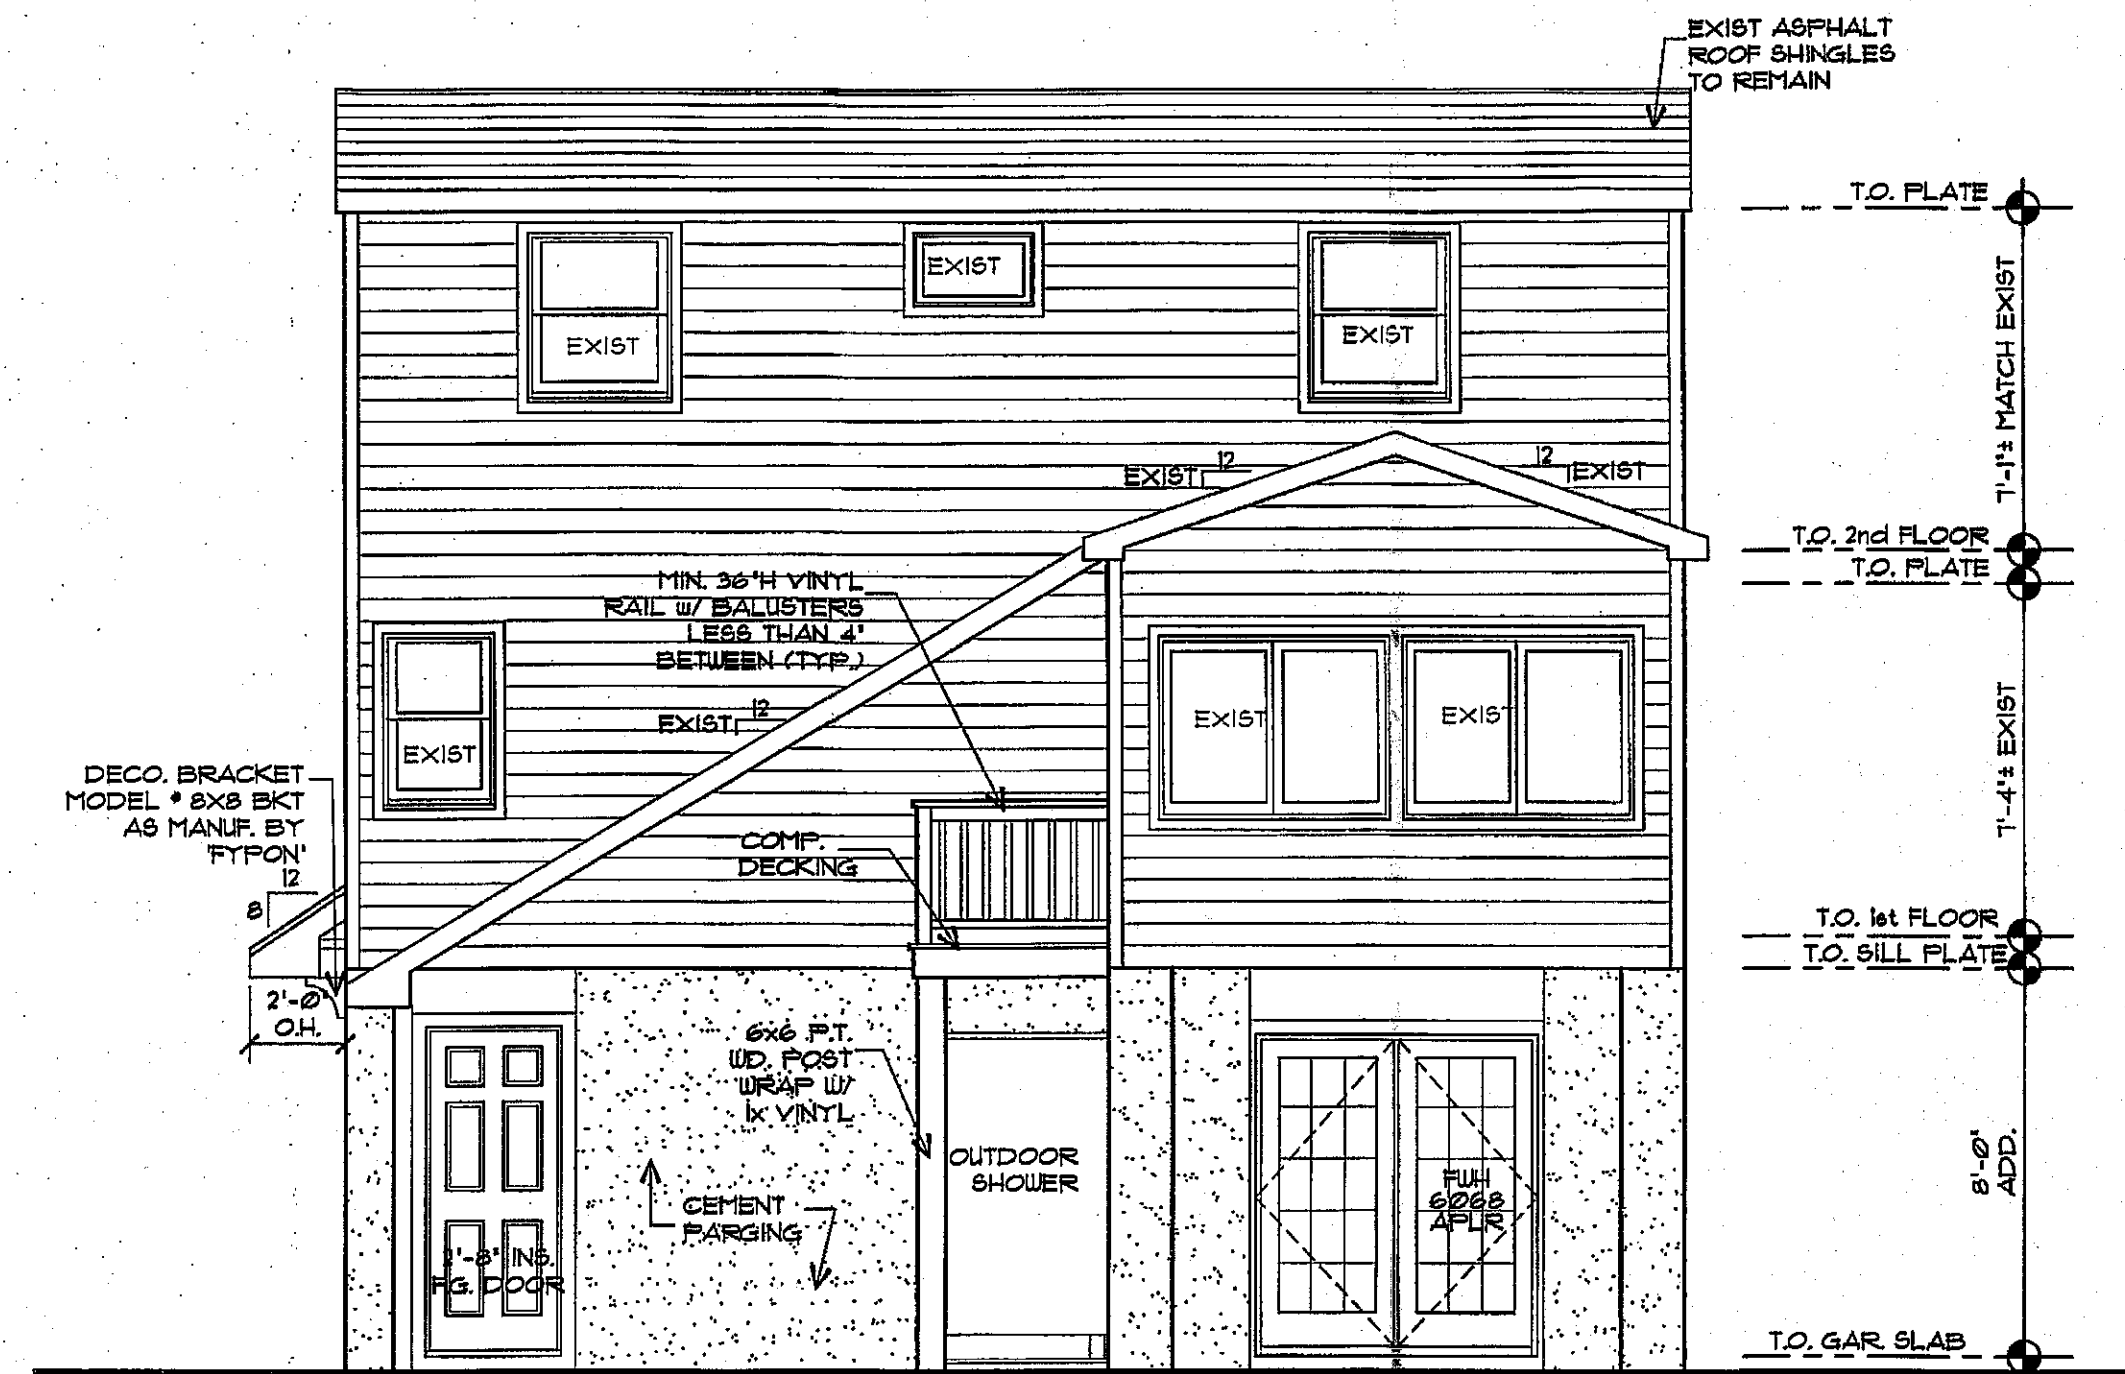 EXIST ASPHALT
ROOF SHINGLES
TO REMAIN
T.O. PLATE
EXIST
EXIST
EXIST
7'-1"± MATCH EXIST
12
EXIST
12
EXIST
T.O. 2nd FLOOR
T.O. PLATE
MIN. 36"H VINYL
RAIL w/ BALUSTERS
LESS THAN 4"
BETWEEN (TYP.)
12
EXIST
EXIST
EXIST
EXIST
7'-4"± EXIST
DECO. BRACKET
MODEL # 8X8 BKT
AS MANUF. BY
'FYPON'
12
8
COMP.
DECKING
T.O. 1st FLOOR
T.O. SILL PLATE
2'-0"
O.H.
6x6 P.T.
WD. POST
WRAP W/
1x VINYL
OUTDOOR
SHOWER
CEMENT
PARGING
FWH
6068
APLR
8'-0"
ADD.
2'-8" INS.
F.G. DOOR
T.O. GAR. SLAB